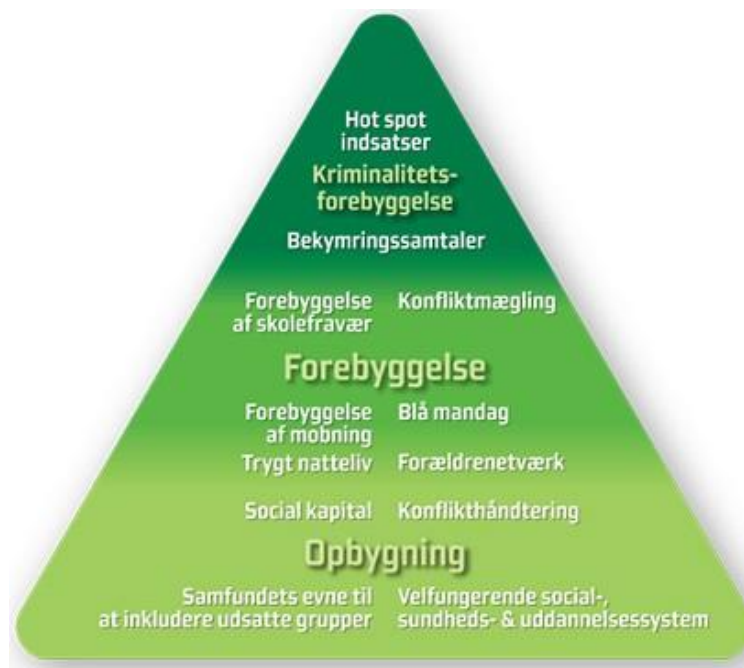 Hot spot
indsatser
Kriminalitets-
forebyggelse
Bekymringssamtaler
Forebyggelse
af skolefravær
Konfliktmægling
Forebyggelse
Forebyggelse
af mobning
Blå mandag
Trygt natteliv
Forældrenetværk
Social kapital
Konflikthåndtering
Opbygning
Samfundets evne til
at inkludere udsatte grupper
Velfungerende social-,
sundheds- & uddannelsessystem